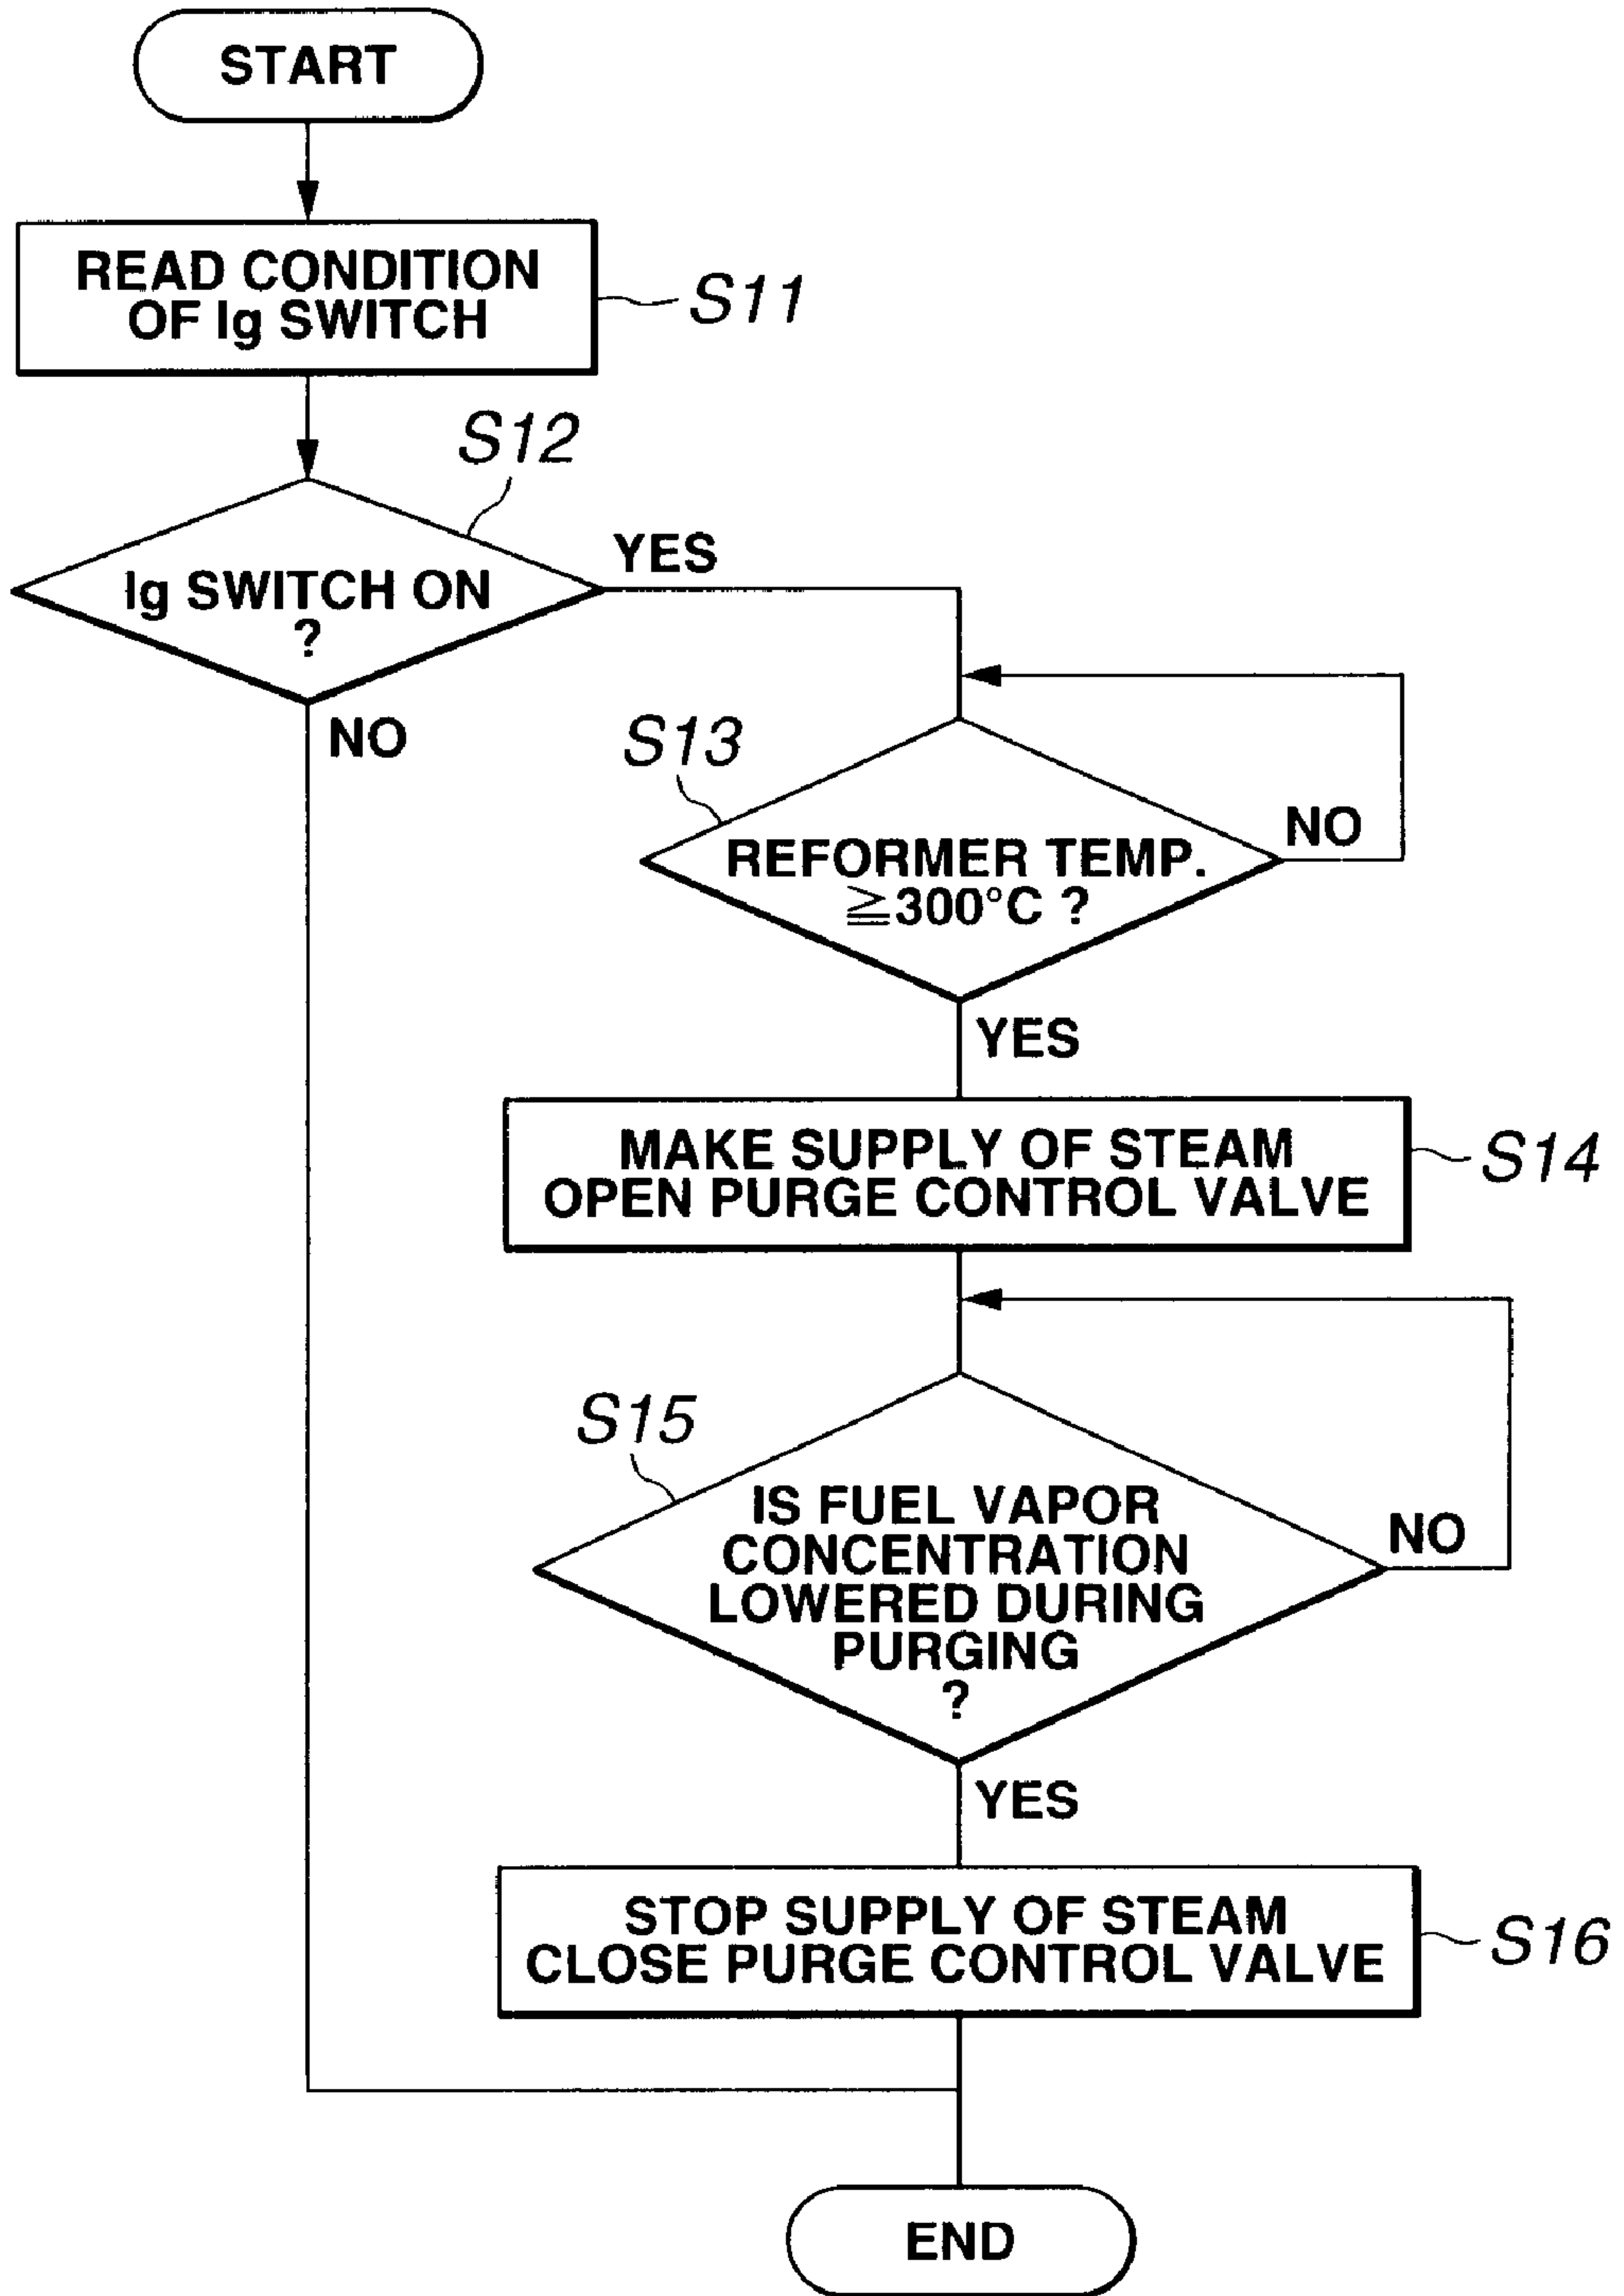 START
READ CONDITION
OF Ig SWITCH
S11
S12
Ig SWITCH ON
?
YES
NO
S13
REFORMER TEMP.
≧300°C ?
NO
YES
MAKE SUPPLY OF STEAM
OPEN PURGE CONTROL VALVE
S14
S15
IS FUEL VAPOR
CONCENTRATION
LOWERED DURING
PURGING
?
NO
YES
STOP SUPPLY OF STEAM
CLOSE PURGE CONTROL VALVE
S16
END